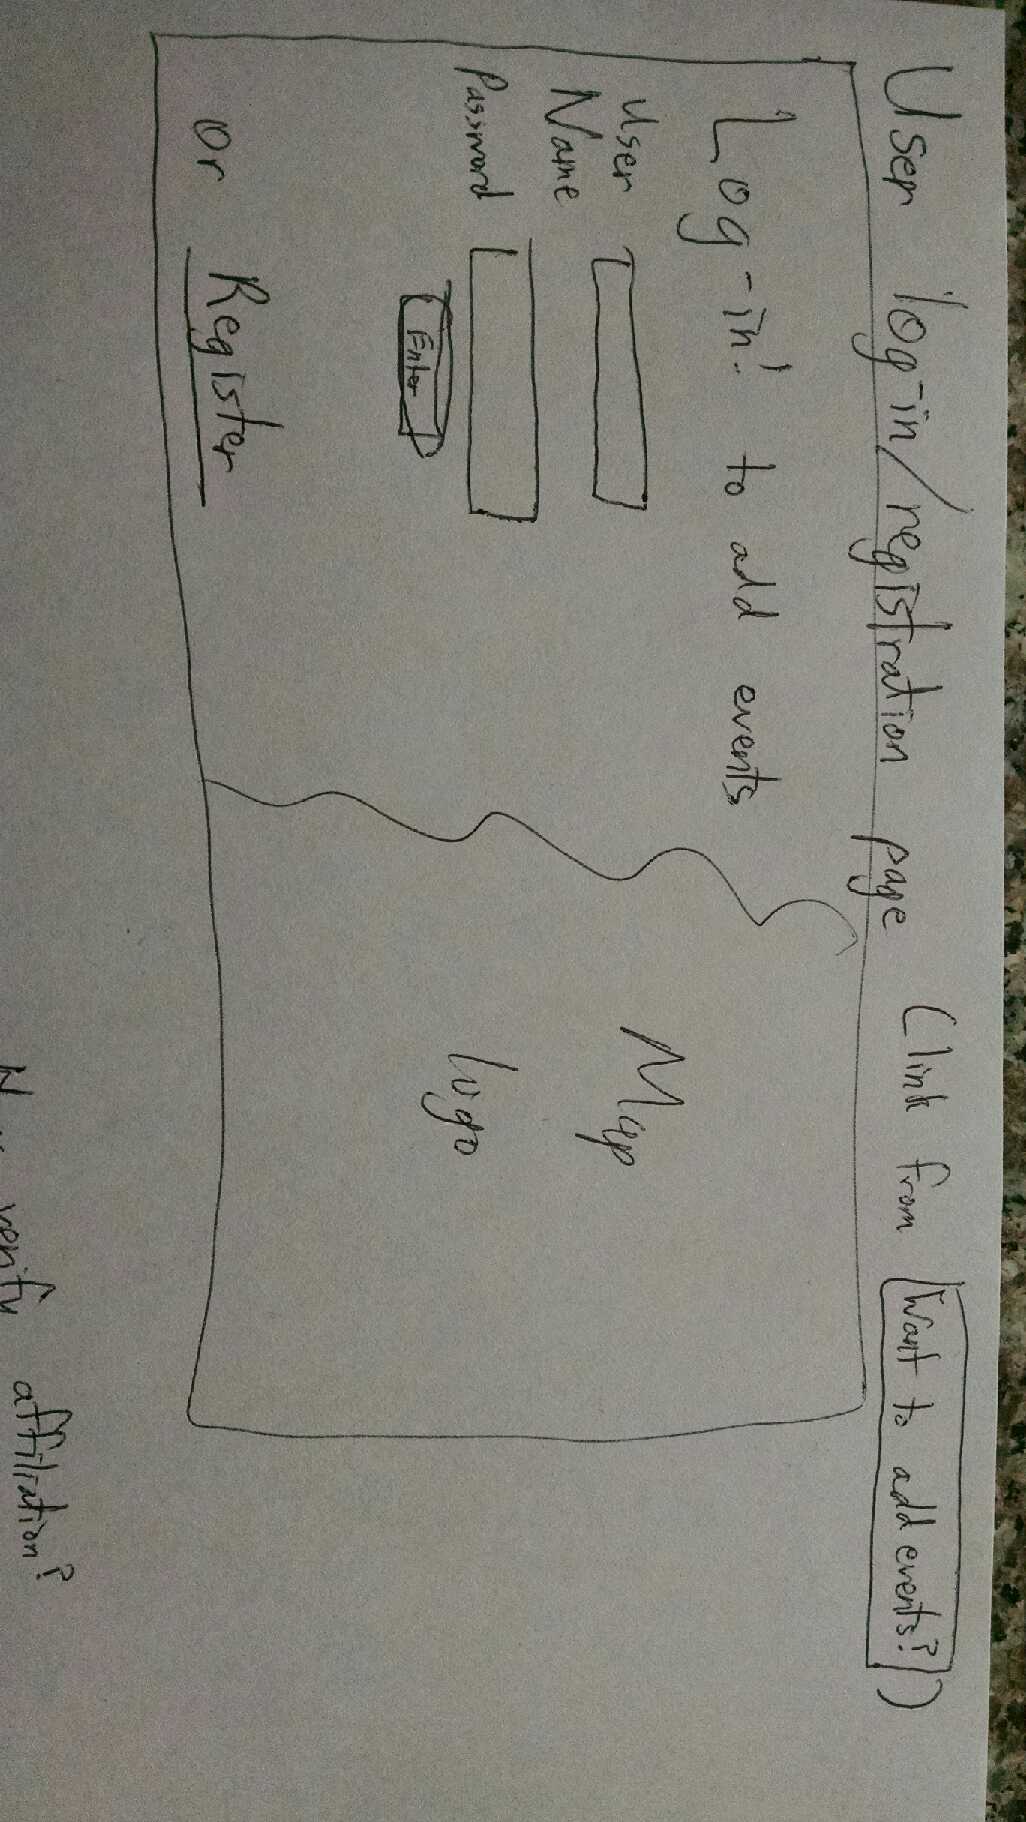 User log-in/registration page (link from Want to add events?)
Log-in! to add events
User
Name
Password
Enter
or Register
Map
logo
verify affiliation?